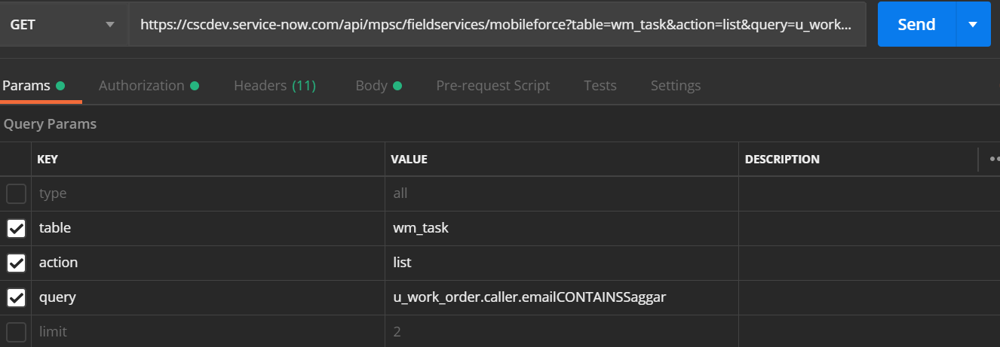 GET https://cscdev.service-now.com/api/mpsc/fieldservices/mobileforce?table=wm_task&action=list&query=u_work... Send
Params Authorization Headers (11) Body Pre-request Script Tests Settings
Query Params
KEY VALUE DESCRIPTION
type all
table wm_task
action list
query u_work_order.caller.emailCONTAINSSaggar
limit 2